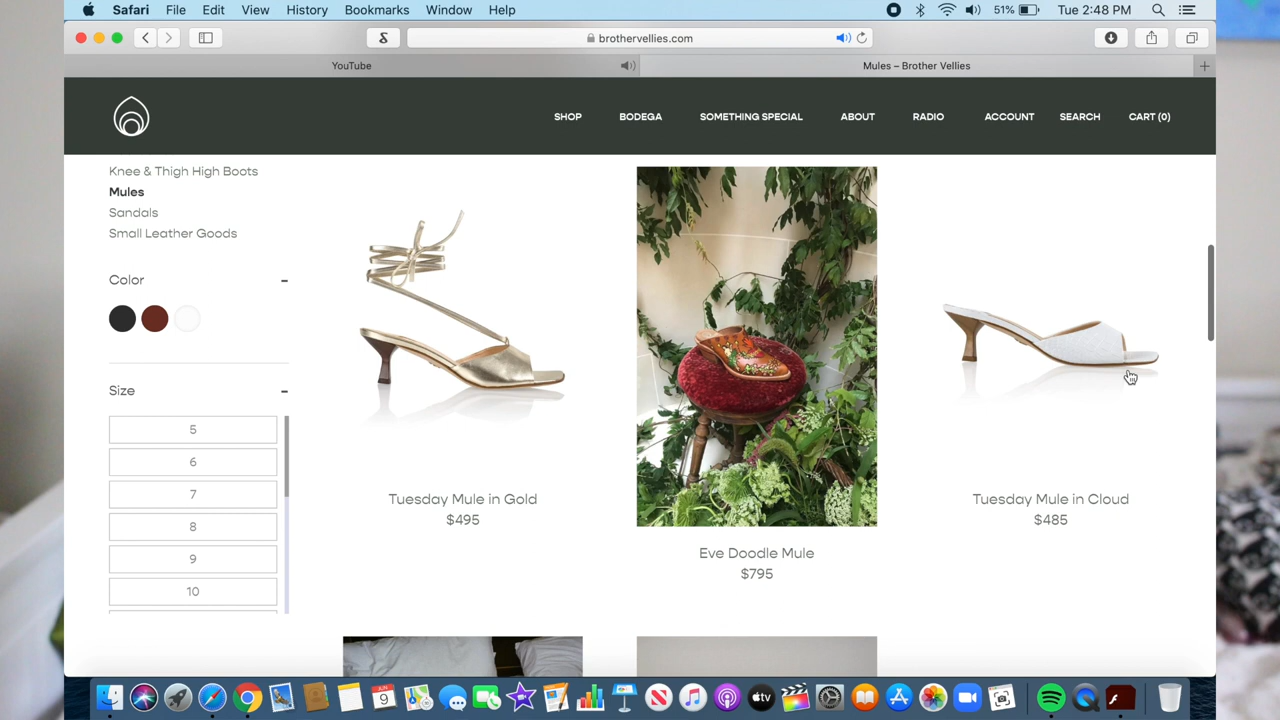 Safari File Edit View History Bookmarks Window Help 51% Tue 2:48 PM
brothervellies.com
YouTube Mules – Brother Vellies
SHOP BODEGA SOMETHING SPECIAL ABOUT RADIO ACCOUNT SEARCH CART (0)
Knee & Thigh High Boots
Mules
Sandals
Small Leather Goods
Color
Size
5
6
7
8
9
10
Tuesday Mule in Gold
$495
Eve Doodle Mule
$795
Tuesday Mule in Cloud
$485
JUN
9
tv